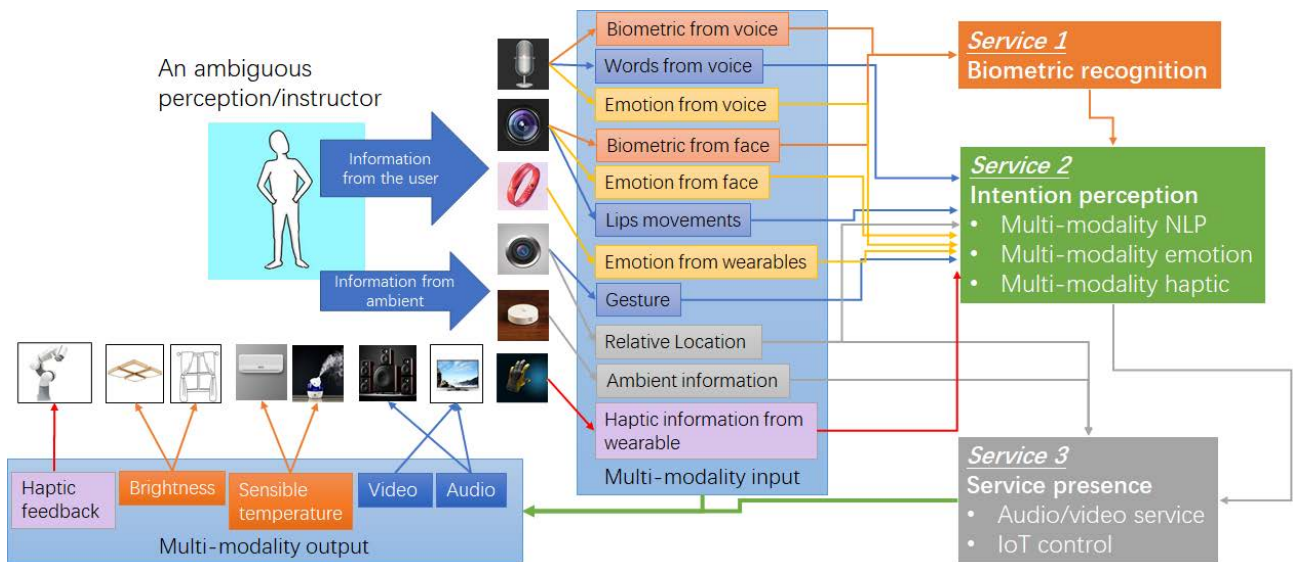 An ambiguous
perception/instructor
Information
from the user
Information from
ambient
Biometric from voice
Words from voice
Emotion from voice
Biometric from face
Emotion from face
Lips movements
Emotion from wearables
Gesture
Relative Location
Ambient information
Haptic information from
wearable
Multi-modality input
Service 1
Biometric recognition
Service 2
Intention perception
• Multi-modality NLP
• Multi-modality emotion
• Multi-modality haptic
Service 3
Service presence
• Audio/video service
• IoT control
Haptic
feedback
Brightness
Sensible
temperature
Video
Audio
Multi-modality output